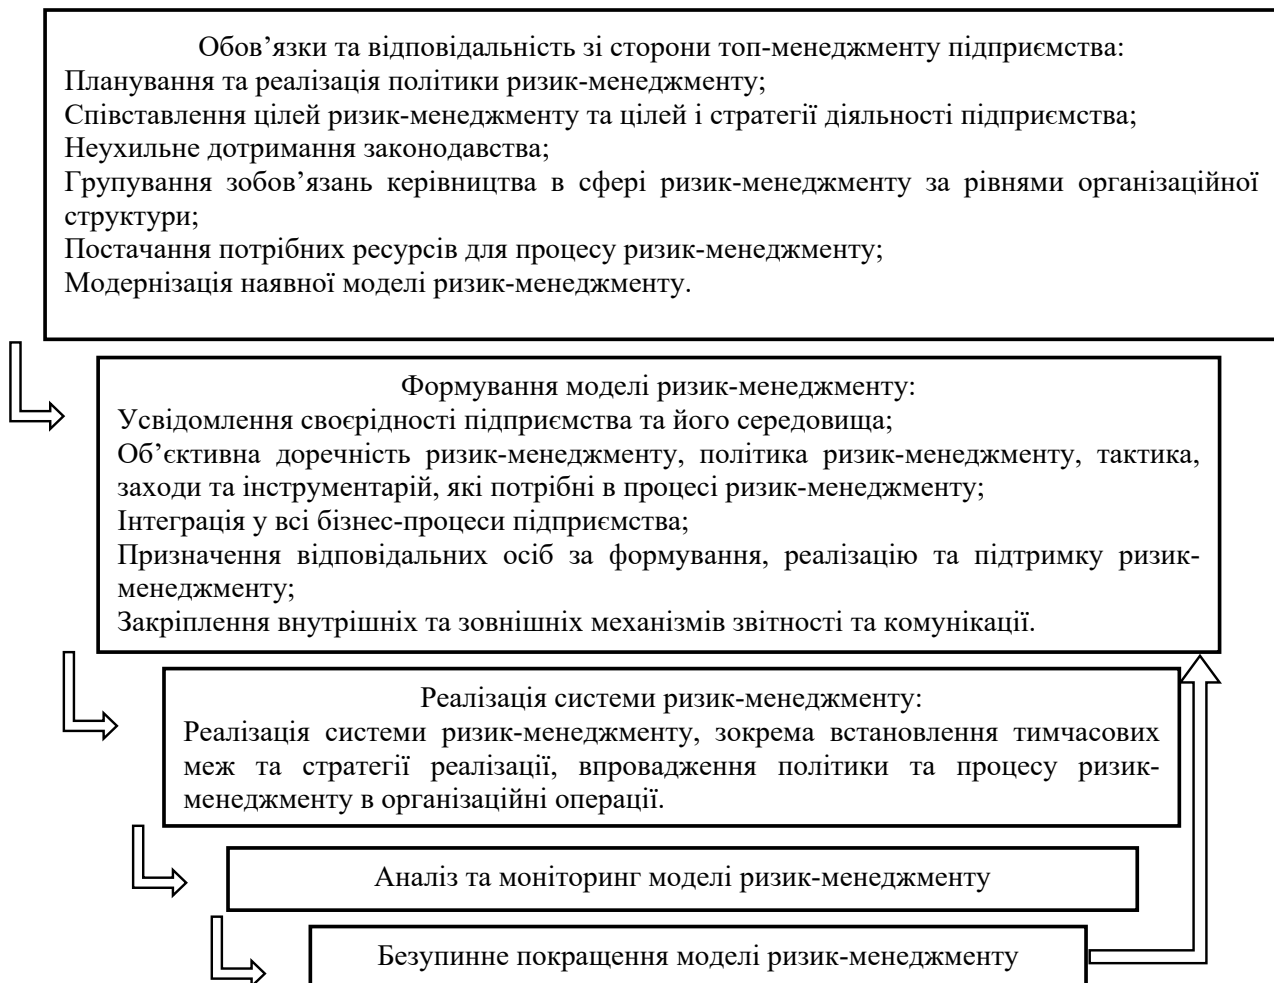 Обов’язки та відповідальність зі сторони топ-менеджменту підприємства:
Планування та реалізація політики ризик-менеджменту;
Співставлення цілей ризик-менеджменту та цілей і стратегії діяльності підприємства;
Неухильне дотримання законодавства;
Групування зобов’язань керівництва в сфері ризик-менеджменту за рівнями організаційної
структури;
Постачання потрібних ресурсів для процесу ризик-менеджменту;
Модернізація наявної моделі ризик-менеджменту.
Формування моделі ризик-менеджменту:
Усвідомлення своєрідності підприємства та його середовища;
Об’єктивна доречність ризик-менеджменту, політика ризик-менеджменту, тактика,
заходи та інструментарій, які потрібні в процесі ризик-менеджменту;
Інтеграція у всі бізнес-процеси підприємства;
Призначення відповідальних осіб за формування, реалізацію та підтримку ризик-
менеджменту;
Закріплення внутрішніх та зовнішніх механізмів звітності та комунікації.
Реалізація системи ризик-менеджменту:
Реалізація системи ризик-менеджменту, зокрема встановлення тимчасових
меж та стратегії реалізації, впровадження політики та процесу ризик-
менеджменту в організаційні операції.
Аналіз та моніторинг моделі ризик-менеджменту
Безупинне покращення моделі ризик-менеджменту